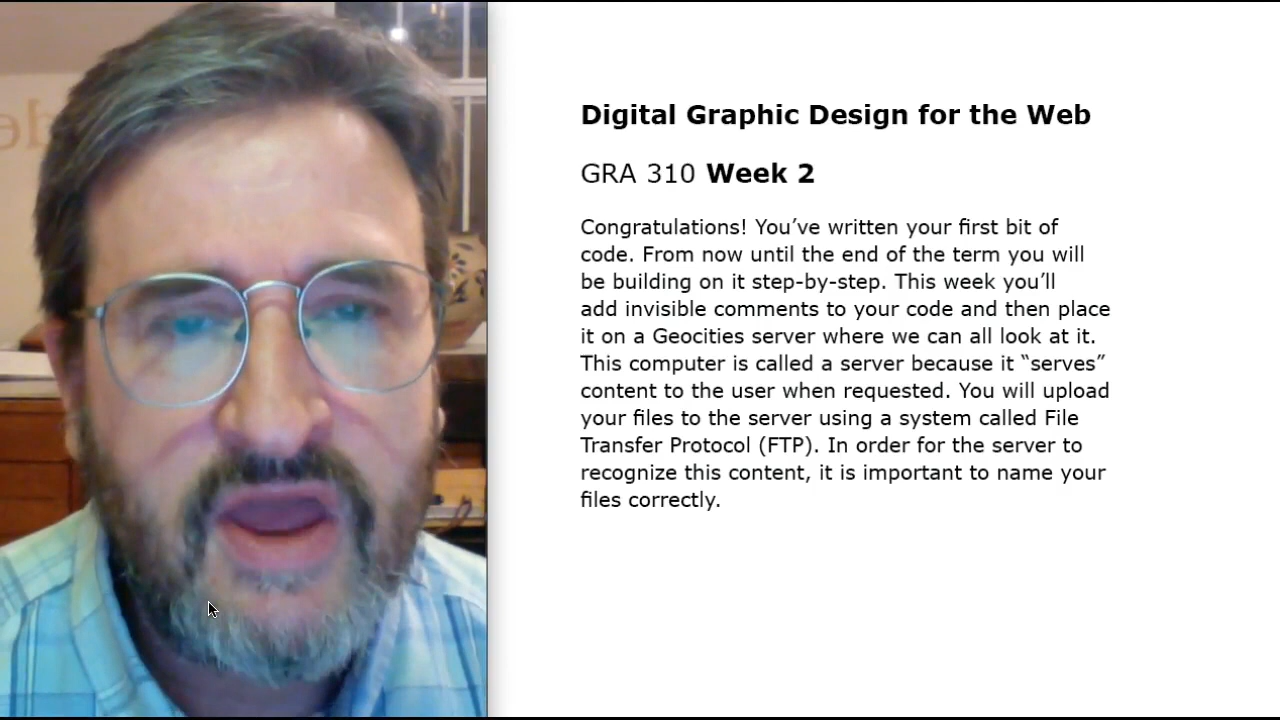 Digital Graphic Design for the Web
GRA 310 Week 2
Congratulations! You’ve written your first bit of
code. From now until the end of the term you will
be building on it step-by-step. This week you’ll
add invisible comments to your code and then place
it on a Geocities server where we can all look at it.
This computer is called a server because it “serves”
content to the user when requested. You will upload
your files to the server using a system called File
Transfer Protocol (FTP). In order for the server to
recognize this content, it is important to name your
files correctly.